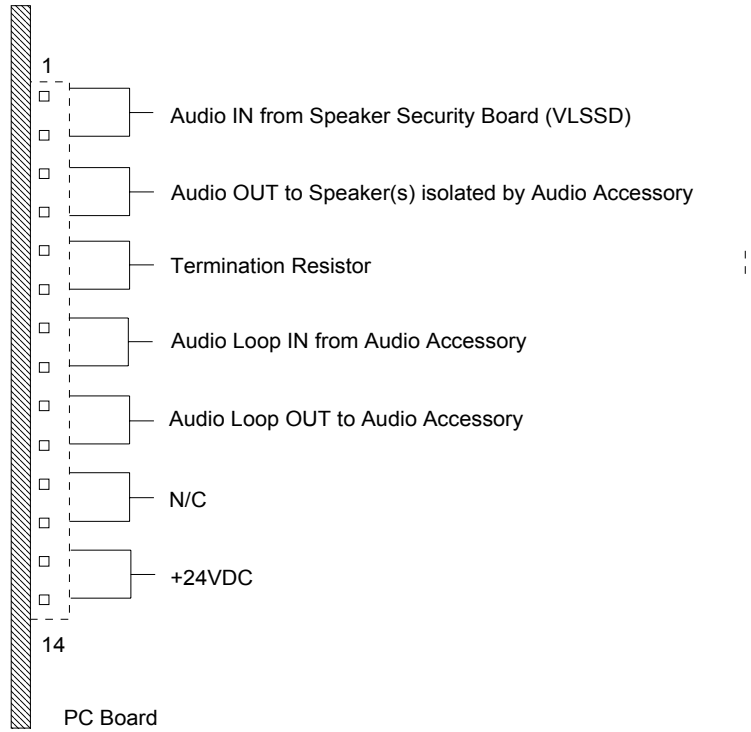 1
Audio IN from Speaker Security Board (VLSSD)
Audio OUT to Speaker(s) isolated by Audio Accessory
Termination Resistor
Audio Loop IN from Audio Accessory
Audio Loop OUT to Audio Accessory
N/C
+24VDC
14
PC Board